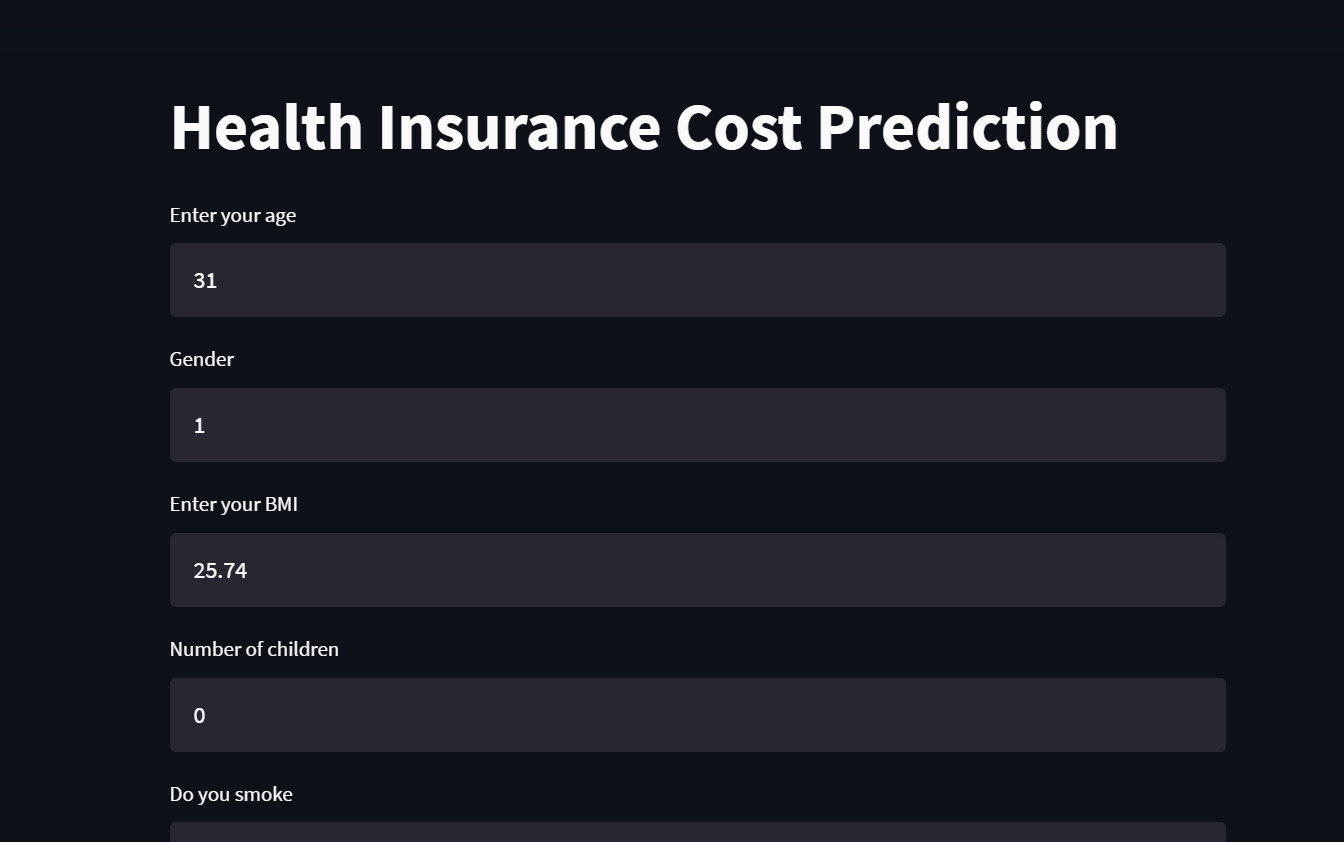 Health Insurance Cost Prediction
Enter your age
31
Gender
1
Enter your BMI
25.74
Number of children
0
Do you smoke